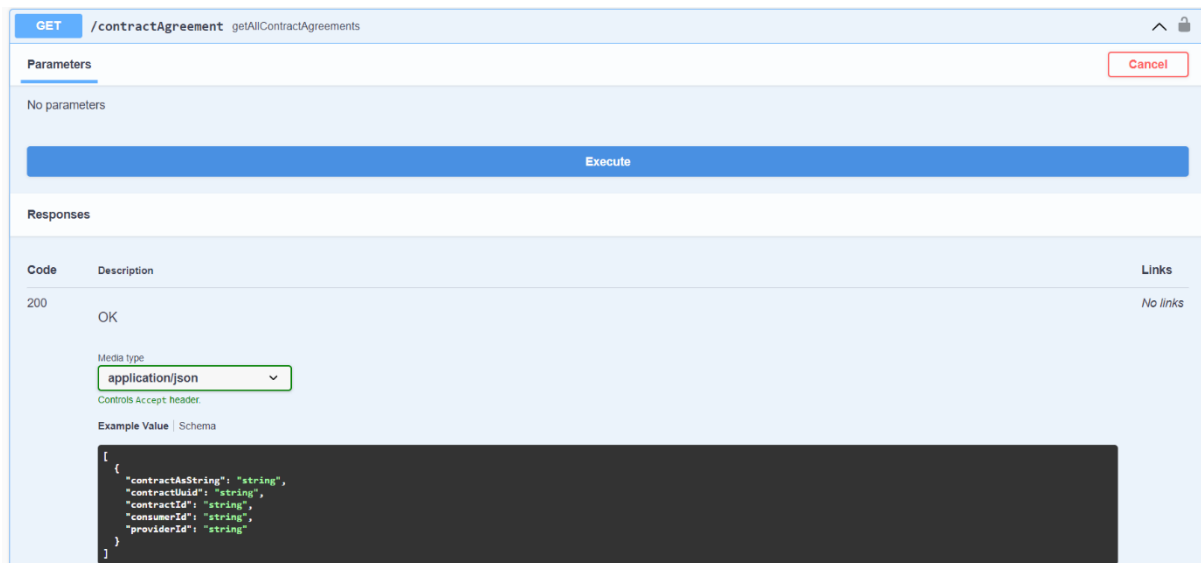 GET /contractAgreement getAllContractAgreements
Parameters
Cancel
No parameters
Execute
Responses
Code Description Links
200 OK No links
Media type
application/json
Controls Accept header.
Example Value Schema
[
{
"contractAsString": "string",
"contractUuid": "string",
"contractId": "string",
"consumerId": "string",
"providerId": "string"
}
]